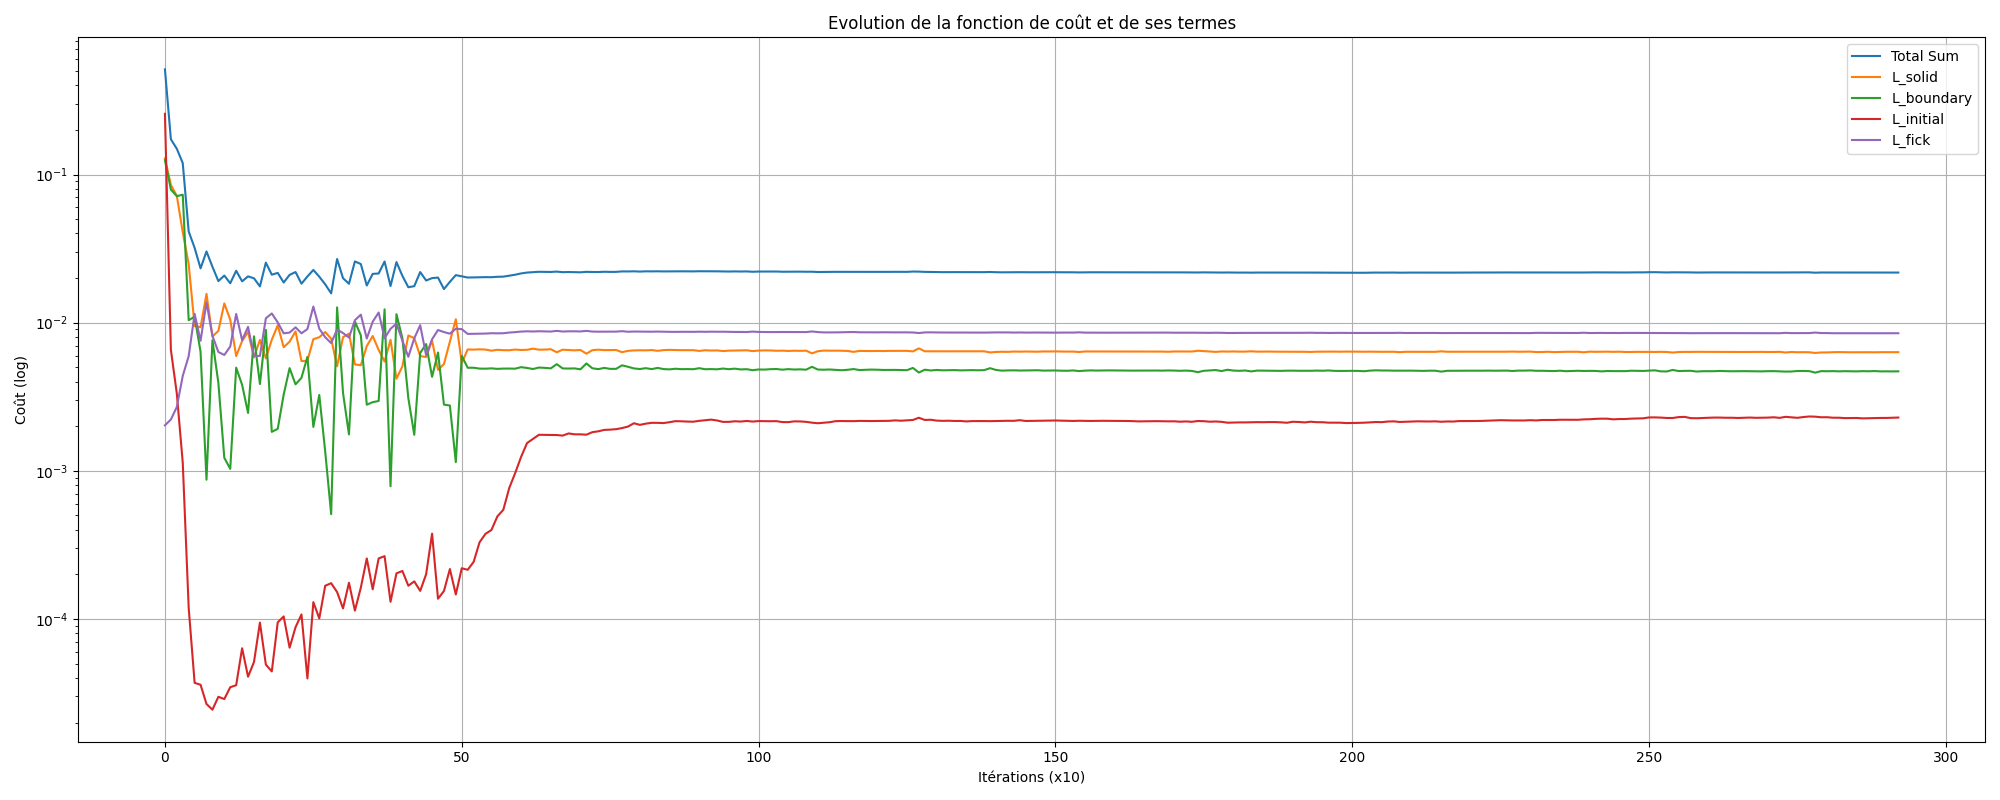 Evolution de la fonction de coût et de ses termes
Total Sum
L_solid
L_boundary
L_initial
L_fick
Coût (log)
10⁻¹
10⁻²
10⁻³
10⁻⁴
0 50 100 150 200 250 300
Itérations (x10)